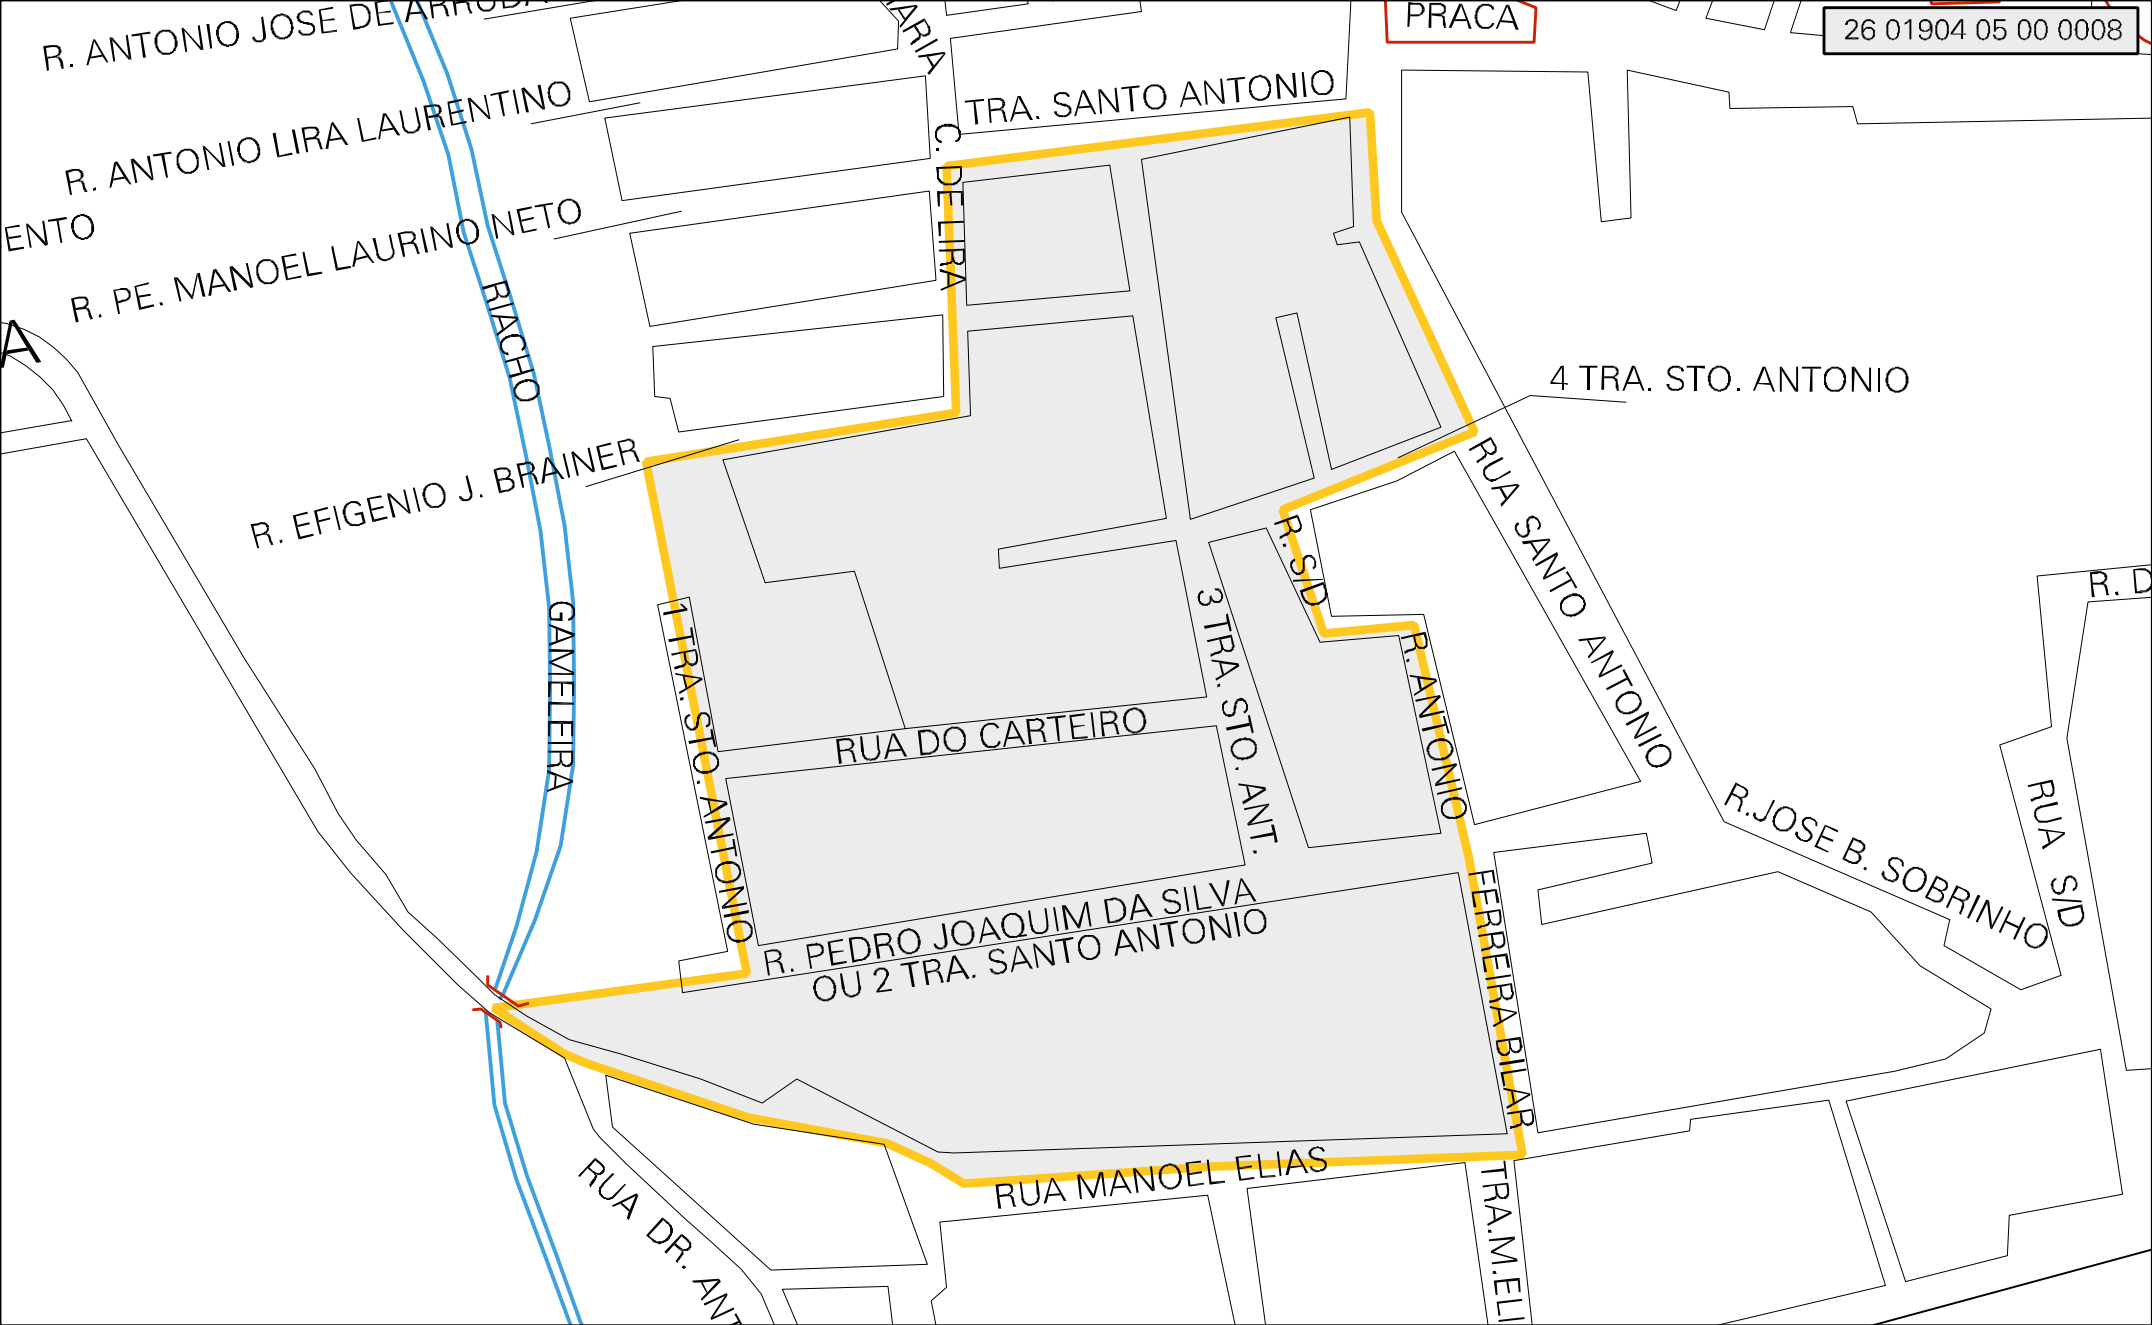 R. ANTONIO JOSE DE ARRUDA
PRACA
26 01904 05 00 0008
R. ANTONIO LIRA LAURENTINO
TRA. SANTO ANTONIO
ARIA
C. DE LIRA
R. PE. MANOEL LAURINO NETO
ENTO
A
RIACHO
GAMELEIRA
4 TRA. STO. ANTONIO
R. EFIGENIO J. BRAINER
RUA SANTO ANTONIO
R. S/D
R. D
1 TRA. STO. ANTONIO
3 TRA. STO. ANT.
R. ANTONIO
FERREIRA BILAR
RUA DO CARTEIRO
R.JOSE B. SOBRINHO
RUA S/D
R. PEDRO JOAQUIM DA SILVA
OU 2 TRA. SANTO ANTONIO
RUA MANOEL ELIAS
RUA DR. ANT
TRA.M.ELI